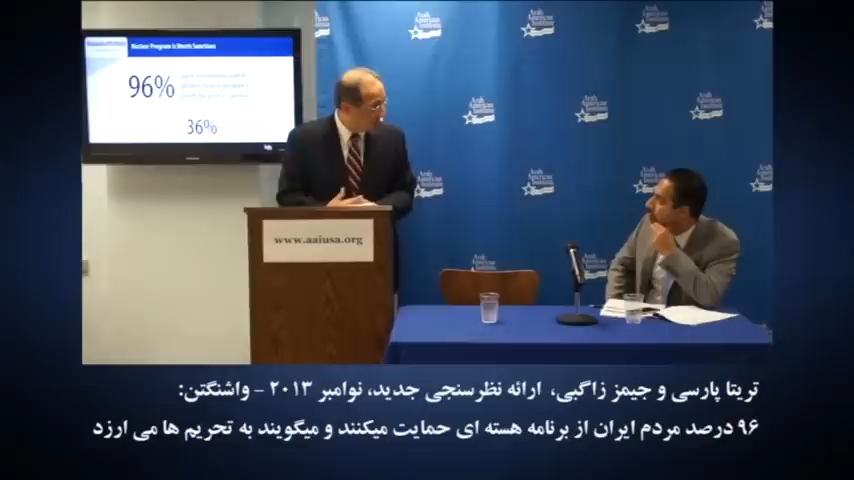 Nuclear Program is Worth Sanctions
96%
36%
Arab American Institute
www.aaiusa.org
تریتا پارسی و جیمز زاگبی، ارائه نظرسنجی جدید، نوامبر ۲۰۱۳ – واشنگتن:
۹۶ درصد مردم ایران از برنامه هسته ای حمایت میکنند و میگویند به تحریم ها می ارزد